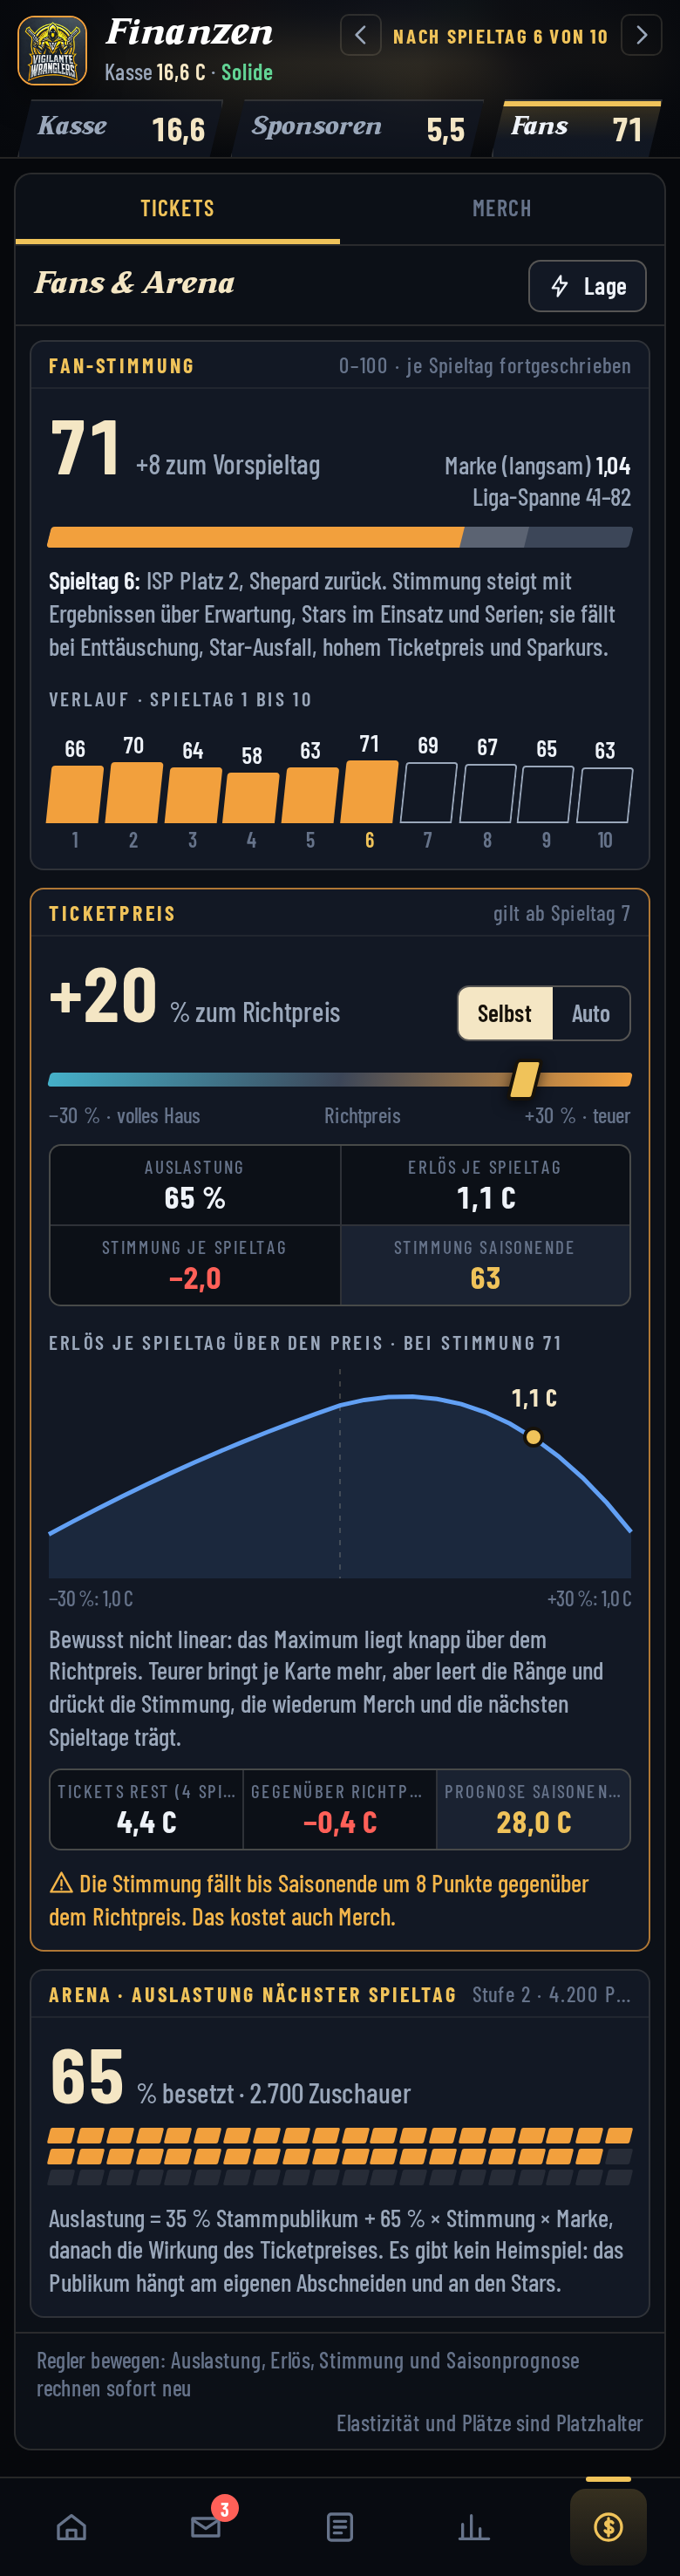 VIGILANTE
WRANGLERS
Finanzen
Kasse 16,6 C · Solide
NACH SPIELTAG 6 VON 10
Kasse 16,6
Sponsoren 5,5
Fans 71
TICKETS
MERCH
Fans & Arena
Lage
FAN-STIMMUNG
0–100 · je Spieltag fortgeschrieben
71 +8 zum Vorspieltag
Marke (langsam) 1,04
Liga-Spanne 41–82
Spieltag 6: ISP Platz 2, Shepard zurück. Stimmung steigt mit
Ergebnissen über Erwartung, Stars im Einsatz und Serien; sie fällt
bei Enttäuschung, Star-Ausfall, hohem Ticketpreis und Sparkurs.
VERLAUF · SPIELTAG 1 BIS 10
66 70 64 58 63 71 69 67 65 63
1 2 3 4 5 6 7 8 9 10
TICKETPREIS
gilt ab Spieltag 7
+20 % zum Richtpreis
Selbst
Auto
−30 % · volles Haus
Richtpreis
+30 % · teuer
AUSLASTUNG
65 %
ERLÖS JE SPIELTAG
1,1 C
STIMMUNG JE SPIELTAG
−2,0
STIMMUNG SAISONENDE
63
ERLÖS JE SPIELTAG ÜBER DEN PREIS · BEI STIMMUNG 71
1,1 C
−30 %: 1,0 C
+30 %: 1,0 C
Bewusst nicht linear: das Maximum liegt knapp über dem
Richtpreis. Teurer bringt je Karte mehr, aber leert die Ränge und
drückt die Stimmung, die wiederum Merch und die nächsten
Spieltage trägt.
TICKETS REST (4 SPI…
4,4 C
GEGENÜBER RICHTP…
−0,4 C
PROGNOSE SAISONEN…
28,0 C
Die Stimmung fällt bis Saisonende um 8 Punkte gegenüber
dem Richtpreis. Das kostet auch Merch.
ARENA · AUSLASTUNG NÄCHSTER SPIELTAG
Stufe 2 · 4.200 P…
65 % besetzt · 2.700 Zuschauer
Auslastung = 35 % Stammpublikum + 65 % × Stimmung × Marke,
danach die Wirkung des Ticketpreises. Es gibt kein Heimspiel: das
Publikum hängt am eigenen Abschneiden und an den Stars.
Regler bewegen: Auslastung, Erlös, Stimmung und Saisonprognose
rechnen sofort neu
Elastizität und Plätze sind Platzhalter
3